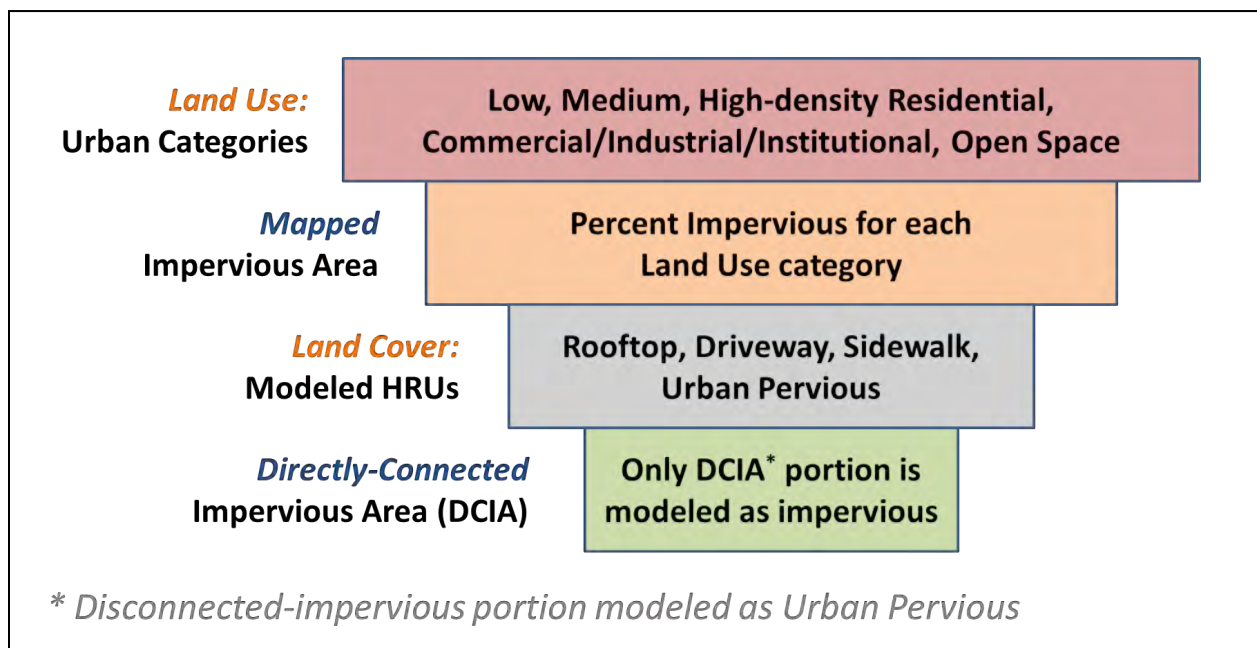 Land Use:
Urban Categories
Low, Medium, High-density Residential,
Commercial/Industrial/Institutional, Open Space
Mapped
Impervious Area
Percent Impervious for each
Land Use category
Land Cover:
Modeled HRUs
Rooftop, Driveway, Sidewalk,
Urban Pervious
Directly-Connected
Impervious Area (DCIA)
Only DCIA* portion is
modeled as impervious
* Disconnected-impervious portion modeled as Urban Pervious